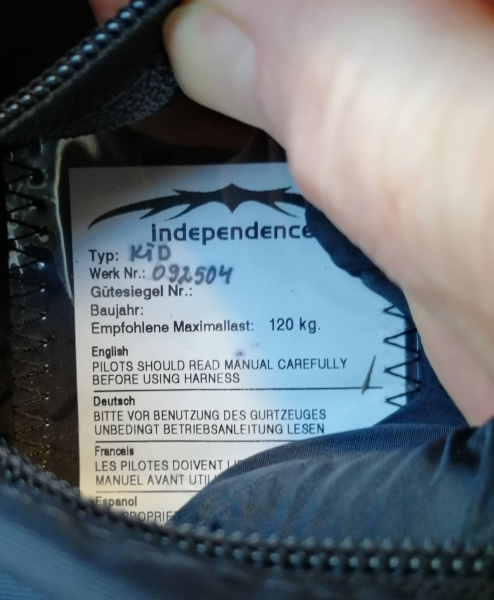 independence
Typ: KiD
Werk Nr.: 092504
Gütesiegel Nr.:
Baujahr:
Empfohlene Maximallast: 120 kg.
English
PILOTS SHOULD READ MANUAL CAREFULLY
BEFORE USING HARNESS
Deutsch
BITTE VOR BENUTZUNG DES GURTZEUGES
UNBEDINGT BETRIEBSANLEITUNG LESEN
Francais
LES PILOTES DOIVENT
MANUEL AVANT
Espanol